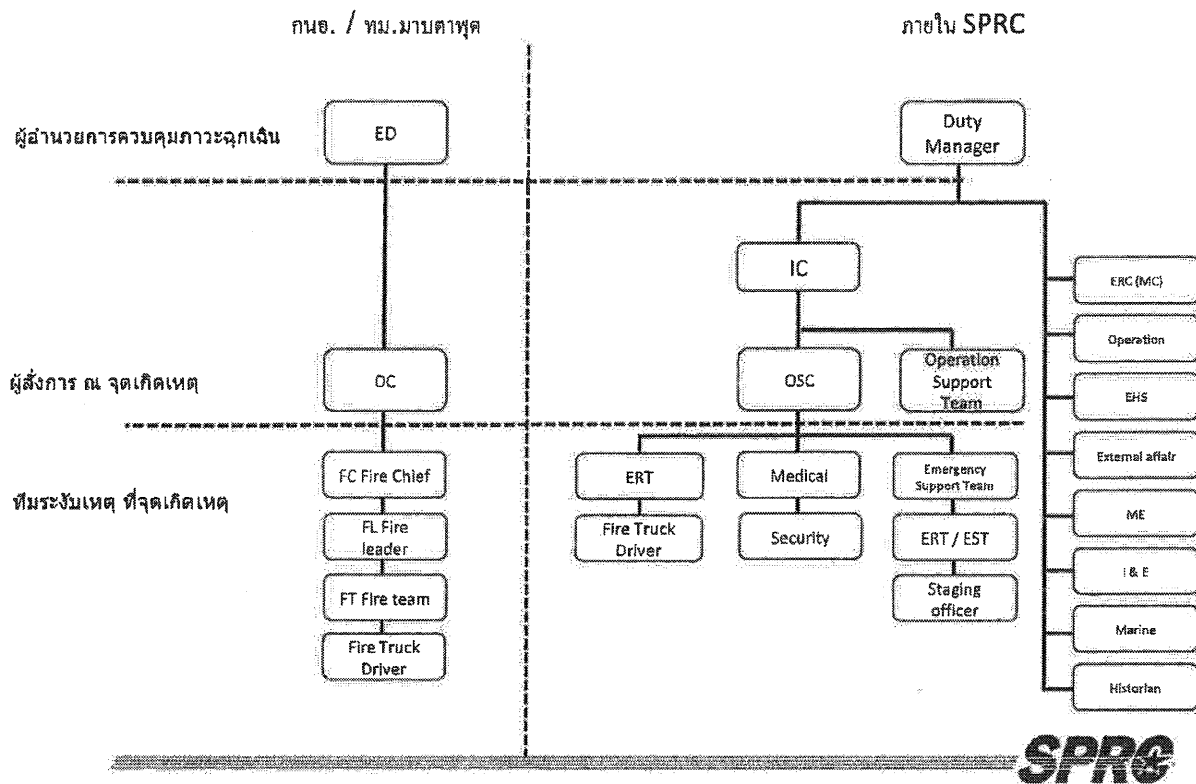 กนอ. / ทม.มาบตาพุด
ภายใน SPRC
ผู้อำนวยการควบคุมภาวะฉุกเฉิน
ED
Duty
Manager
IC
ERC (MC)
Operation
ผู้สั่งการ ณ จุดเกิดเหตุ
OC
OSC
Operation
Support
Team
EHS
External affair
ทีมระงับเหตุ ที่จุดเกิดเหตุ
FC Fire Chief
ERT
Medical
Emergency
Support Team
ME
FL Fire
leader
Fire Truck
Driver
Security
ERT / EST
I & E
FT Fire team
Staging
officer
Marine
Fire Truck
Driver
Historian
SPRC